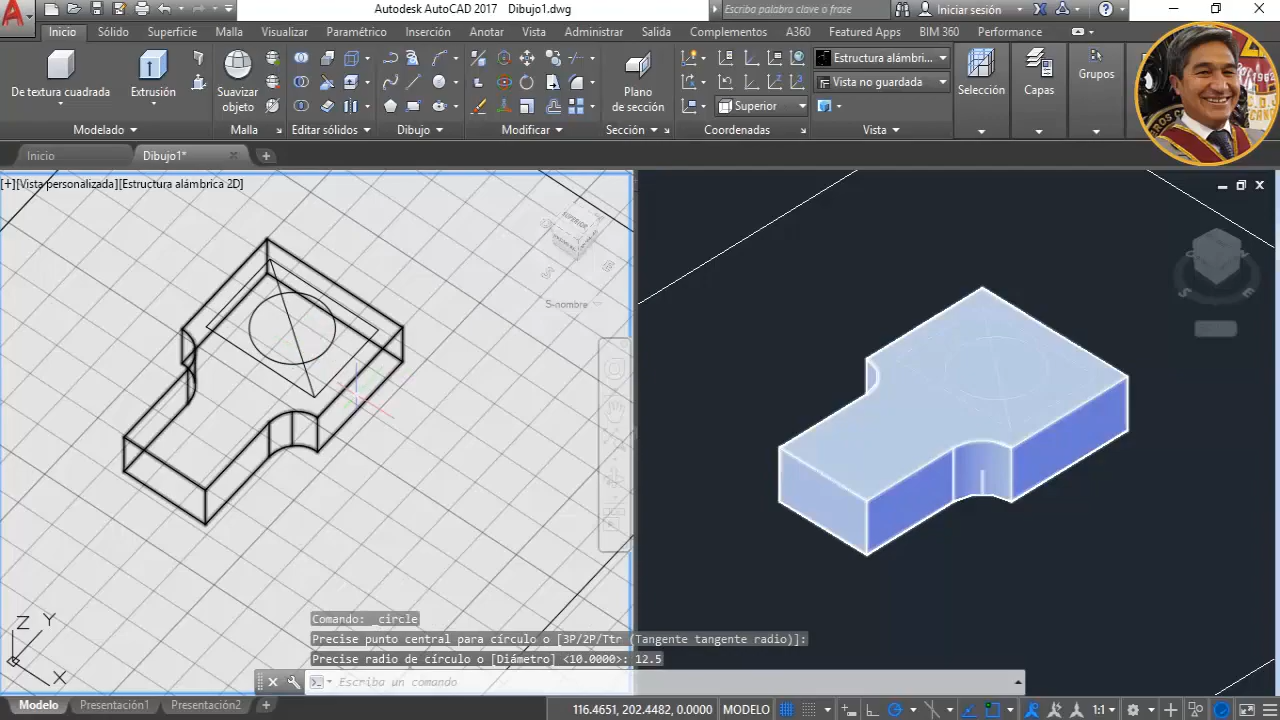 Autodesk AutoCAD 2017 Dibujo1.dwg
Escriba palabra clave o frase
Iniciar sesión
Inicio Sólido Superficie Malla Visualizar Paramétrico Inserción Anotar Vista Administrar Salida Complementos A360 Featured Apps BIM 360 Performance
Estructura alámbri...
Vista no guardada
Superior
De textura cuadrada
Extrusión
Suavizar
objeto
Plano
de sección
Selección
Capas
Grupos
Modelado
Malla
Editar sólidos
Dibujo
Modificar
Sección
Coordenadas
Vista
Inicio
Dibujo1*
[+][Vista personalizada][Estructura alámbrica 2D]
SUPERIOR
S
E
S-nombre
S
E
Z
Y
X
Comando: _circle
Precise punto central para círculo o [3P/2P/Ttr (Tangente tangente radio)]:
Precise radio de círculo o [Diámetro] <10.0000>: 12.5
Escriba un comando
Modelo Presentación1 Presentación2
116.4651, 202.4482, 0.0000 MODELO 1:1